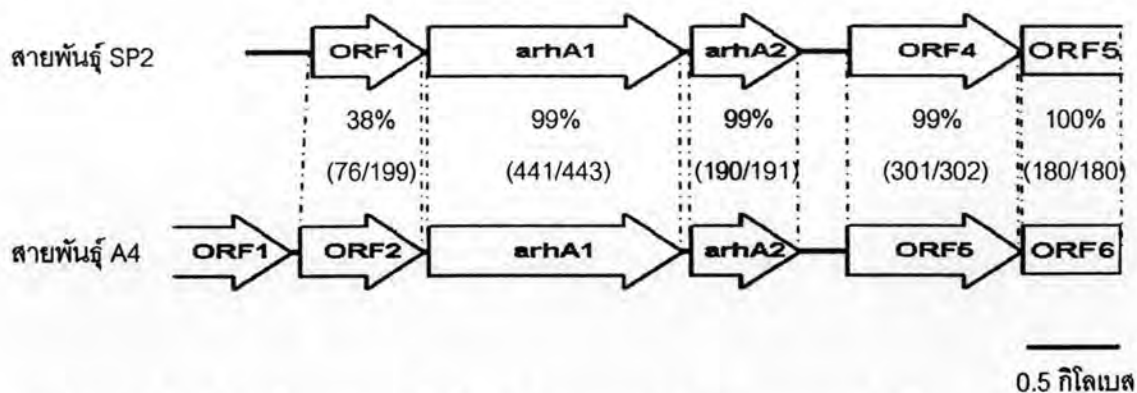 สายพันธุ์ SP2 ORF1 arhA1 arhA2 ORF4 ORF5
38% 99% 99% 99% 100%
(76/199) (441/443) (190/191) (301/302) (180/180)
สายพันธุ์ A4 ORF1 ORF2 arhA1 arhA2 ORF5 ORF6
0.5 กิโลเบส